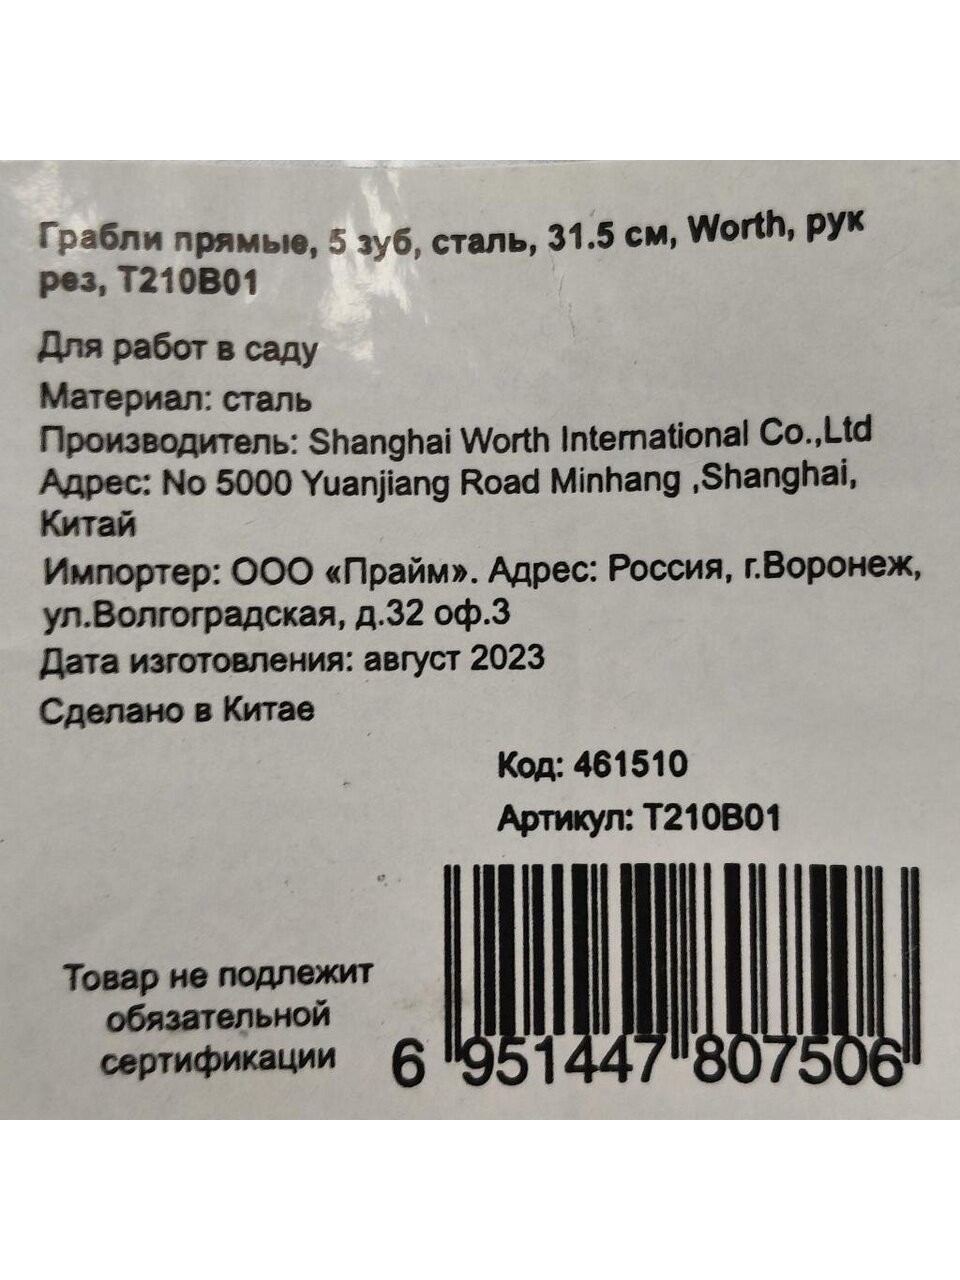 Грабли прямые, 5 зуб, сталь, 31.5 см, Worth, рук
рез, T210B01
Для работ в саду
Материал: сталь
Производитель: Shanghai Worth International Co.,Ltd
Адрес: No 5000 Yuanjiang Road Minhang ,Shanghai,
Китай
Импортер: ООО «Прайм». Адрес: Россия, г.Воронеж,
ул.Волгоградская, д.32 оф.3
Дата изготовления: август 2023
Сделано в Китае
Код: 461510
Артикул: T210B01
Товар не подлежит
обязательной
сертификации
6 951447 807506